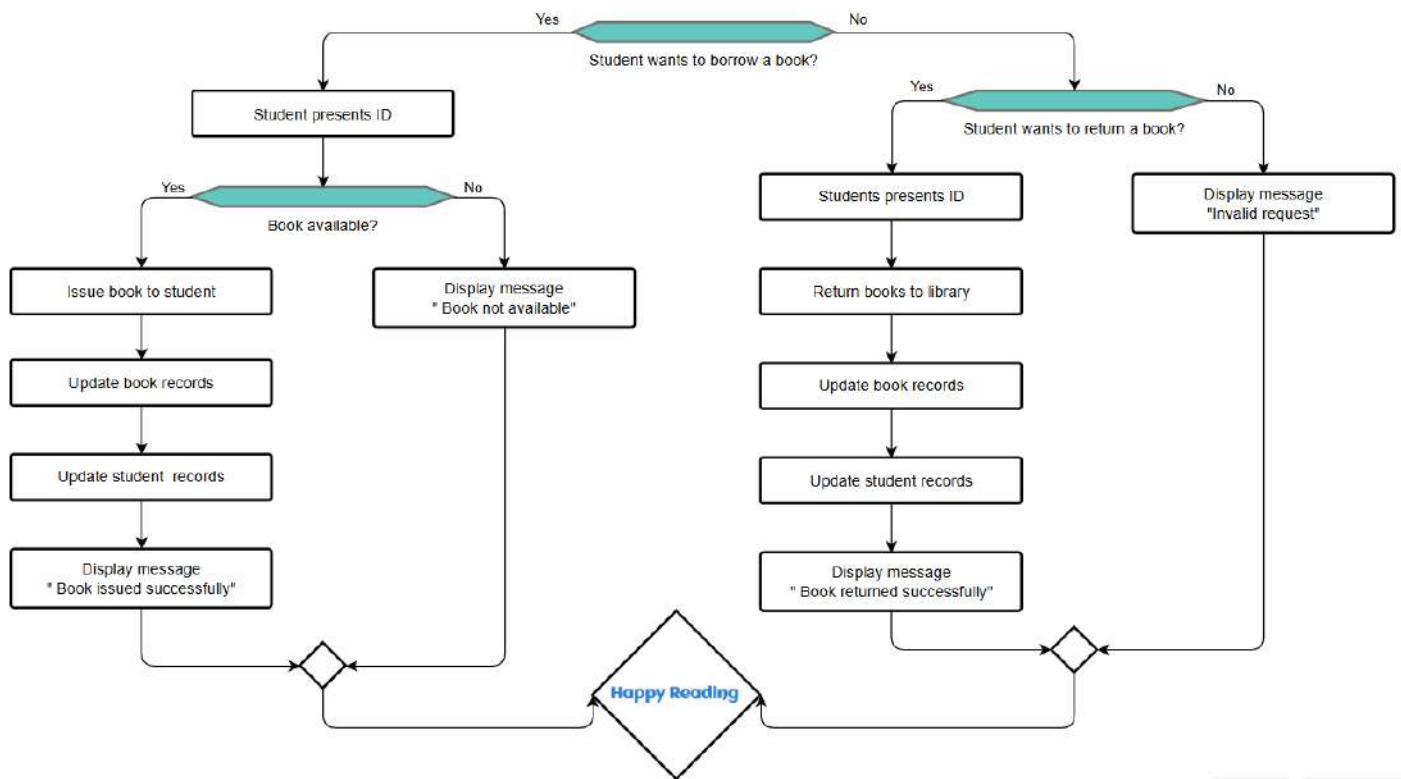 Yes
No
Student wants to borrow a book?
Student presents ID
Yes
No
Book available?
Issue book to student
Update book records
Update student records
Display message
" Book issued successfully"
Display message
" Book not available"
Yes
No
Student wants to return a book?
Students presents ID
Return books to library
Update book records
Update student records
Display message
" Book returned successfully"
Display message
"Invalid request"
Happy Reading